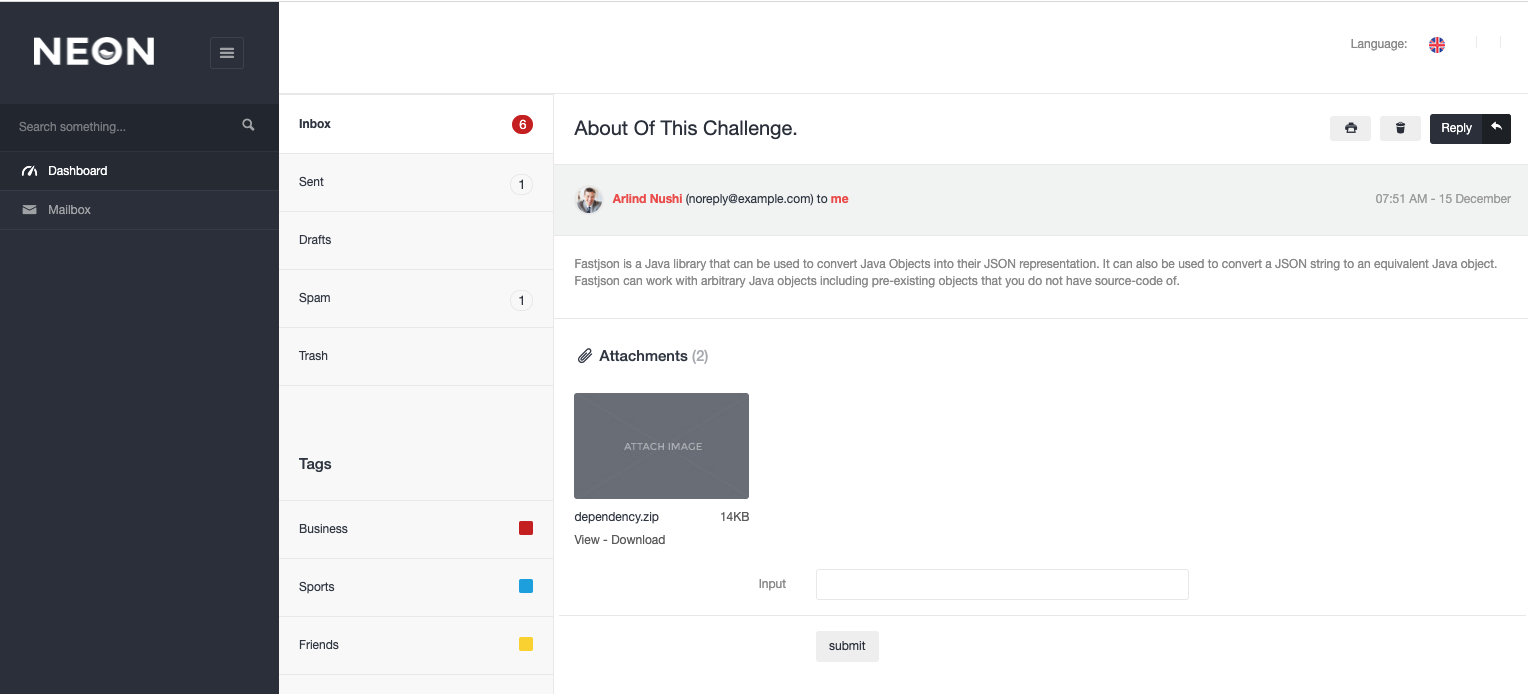 NEON
Search something...
Dashboard
Mailbox
Language:
Inbox
6
Sent
1
Drafts
Spam
1
Trash
Tags
Business
Sports
Friends
About Of This Challenge.
Reply
Arlind Nushi (noreply@example.com) to me
07:51 AM - 15 December
Fastjson is a Java library that can be used to convert Java Objects into their JSON representation. It can also be used to convert a JSON string to an equivalent Java object.
Fastjson can work with arbitrary Java objects including pre-existing objects that you do not have source-code of.
Attachments (2)
ATTACH IMAGE
dependency.zip
14KB
View - Download
Input
submit